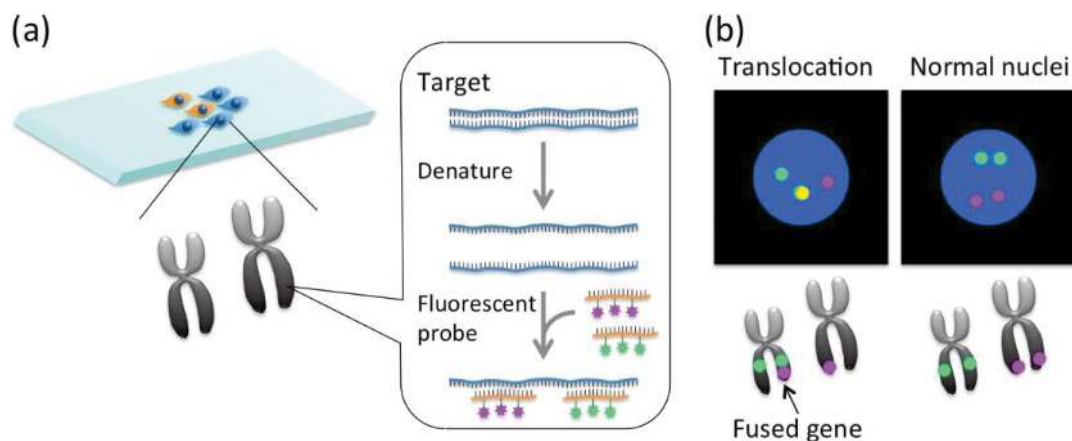 (a)
Target
Denature
Fluorescent
probe
(b)
Translocation
Normal nuclei
Fused gene